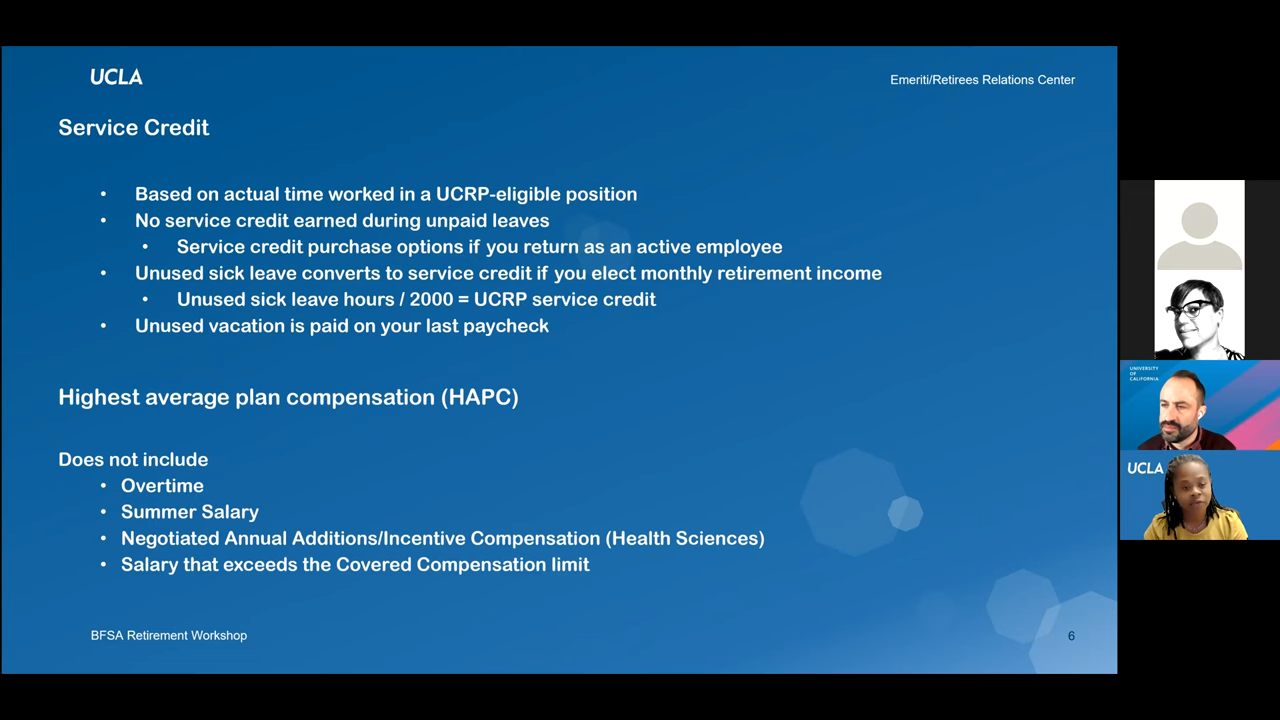 UCLA
Emeriti/Retirees Relations Center
Service Credit
• Based on actual time worked in a UCRP-eligible position
• No service credit earned during unpaid leaves
• Service credit purchase options if you return as an active employee
• Unused sick leave converts to service credit if you elect monthly retirement income
• Unused sick leave hours / 2000 = UCRP service credit
• Unused vacation is paid on your last paycheck
Highest average plan compensation (HAPC)
Does not include
• Overtime
• Summer Salary
• Negotiated Annual Additions/Incentive Compensation (Health Sciences)
• Salary that exceeds the Covered Compensation limit
BFSA Retirement Workshop
6
UNIVERSITY
OF
CALIFORNIA
UCLA